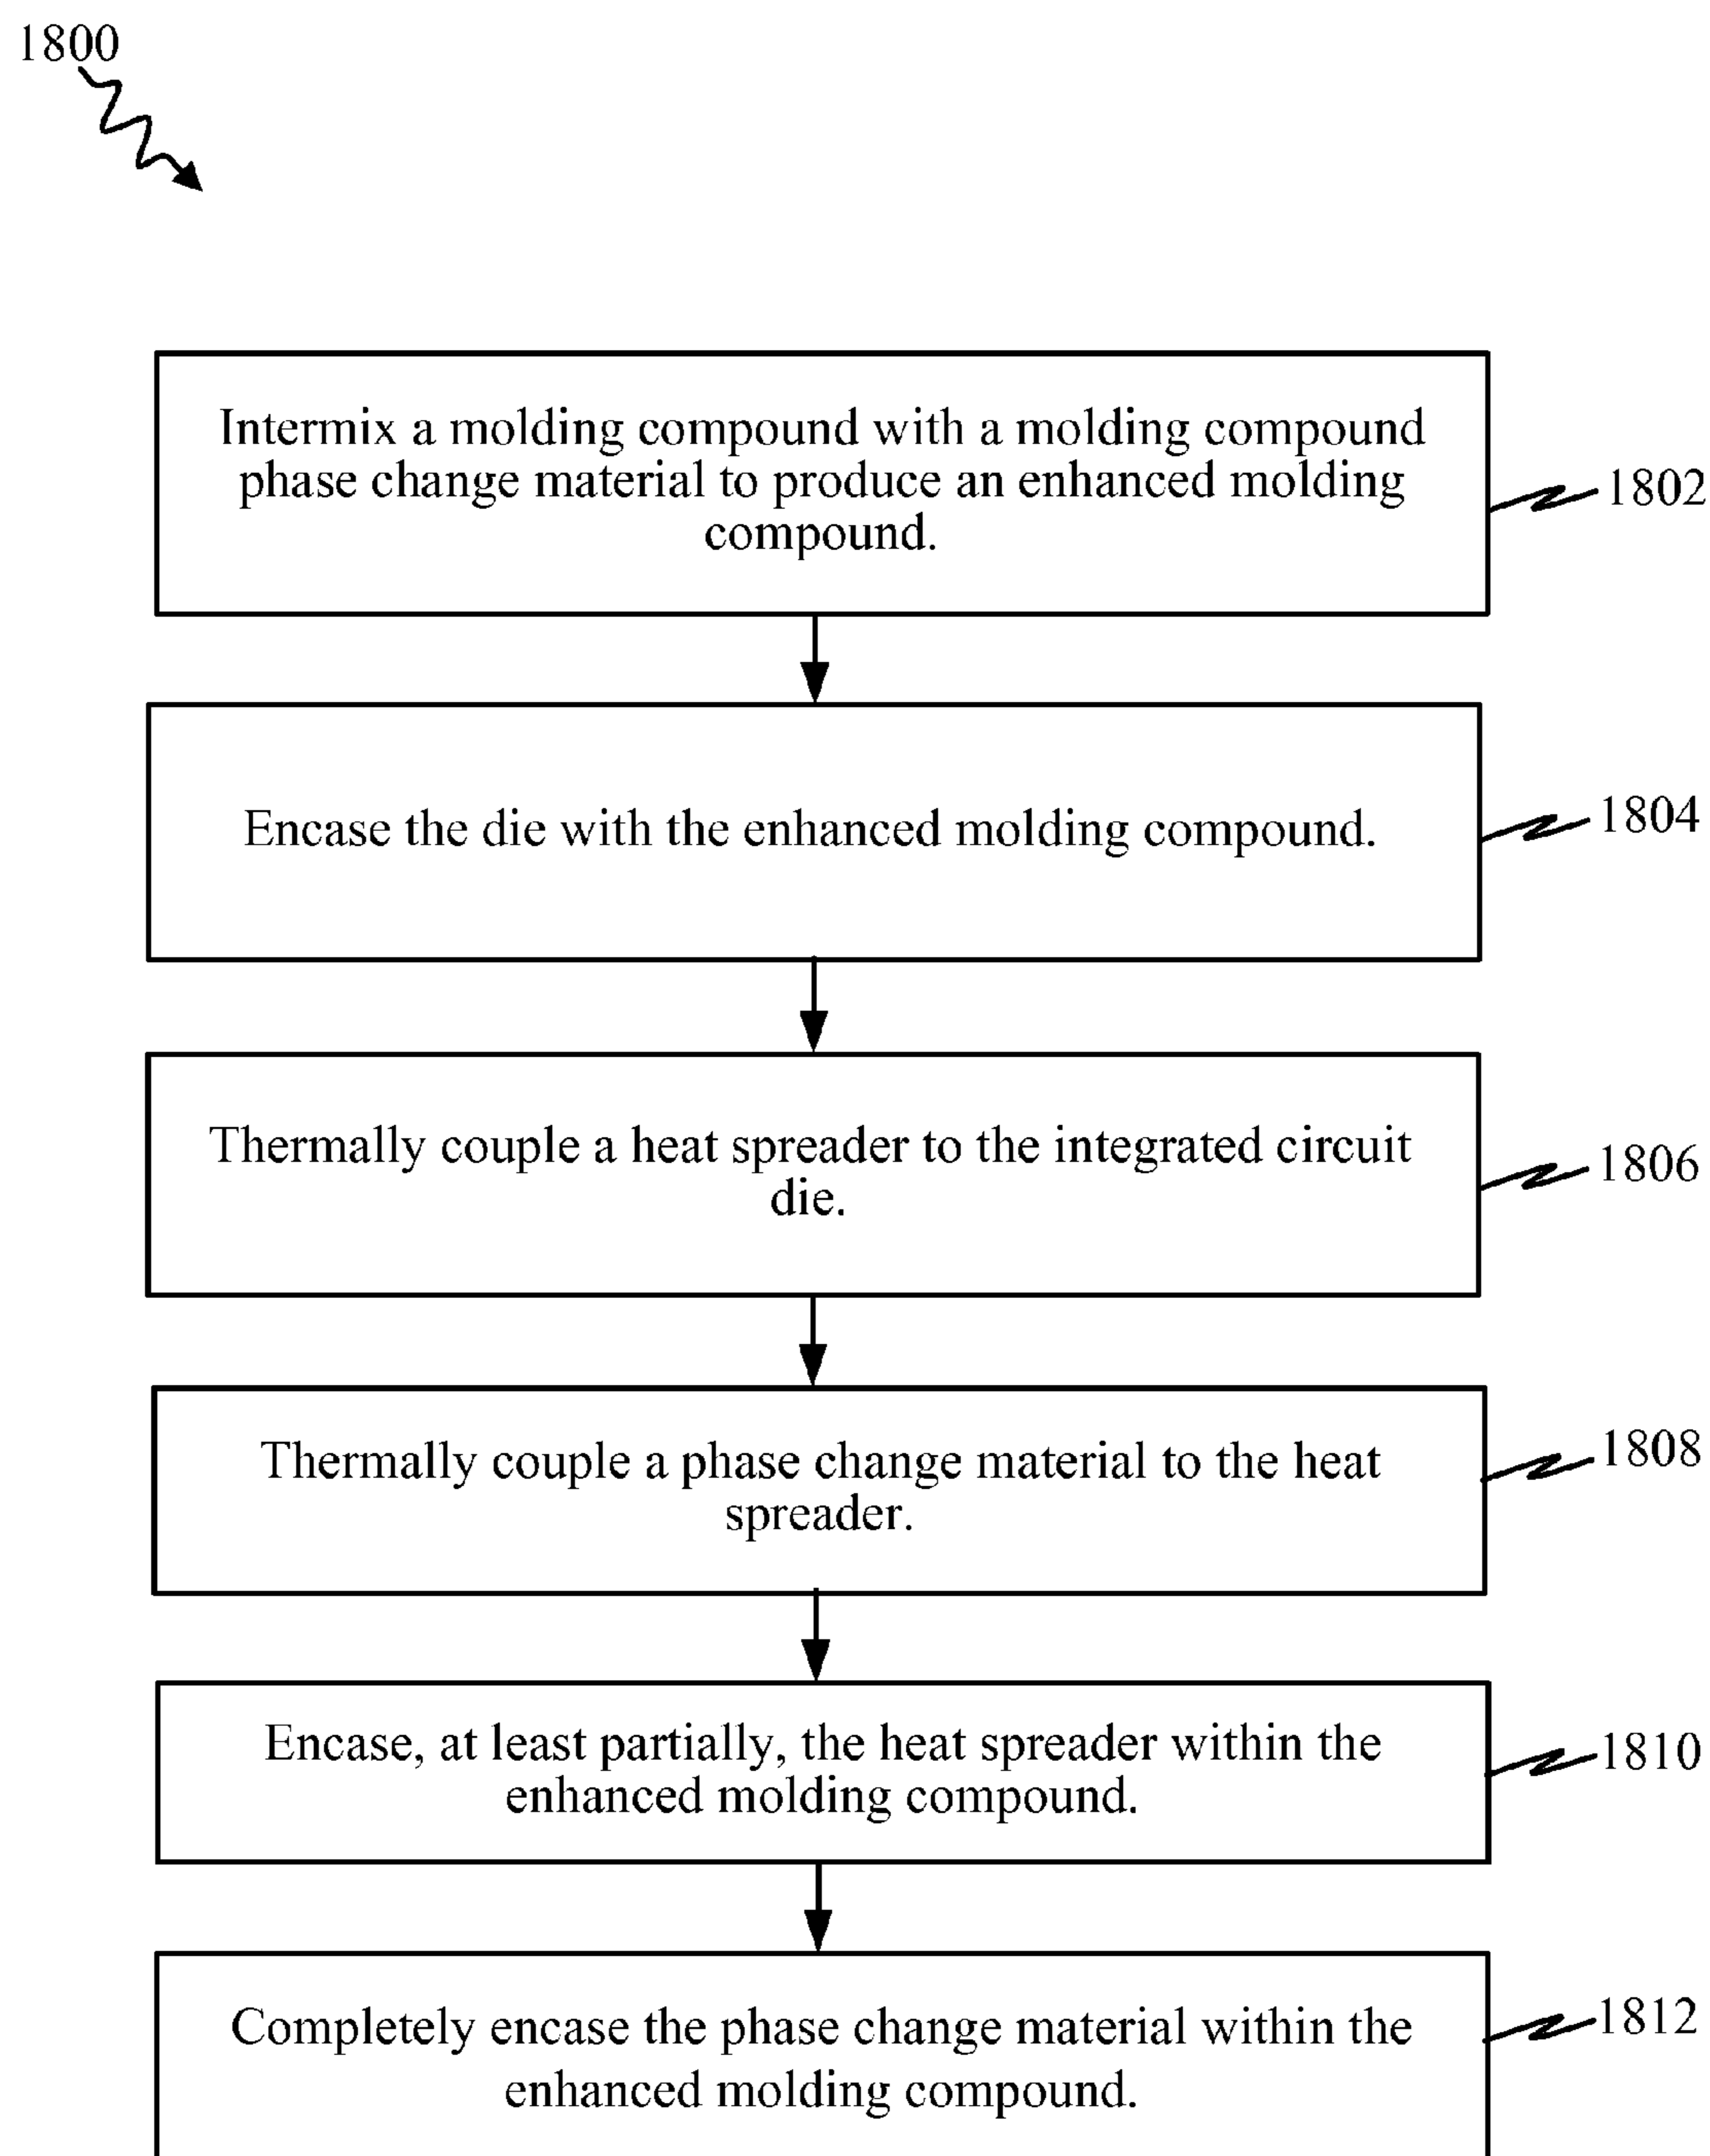 1800
Intermix a molding compound with a molding compound
phase change material to produce an enhanced molding
compound.
1802
Encase the die with the enhanced molding compound.
1804
Thermally couple a heat spreader to the integrated circuit
die.
1806
Thermally couple a phase change material to the heat
spreader.
1808
Encase, at least partially, the heat spreader within the
enhanced molding compound.
1810
Completely encase the phase change material within the
enhanced molding compound.
1812